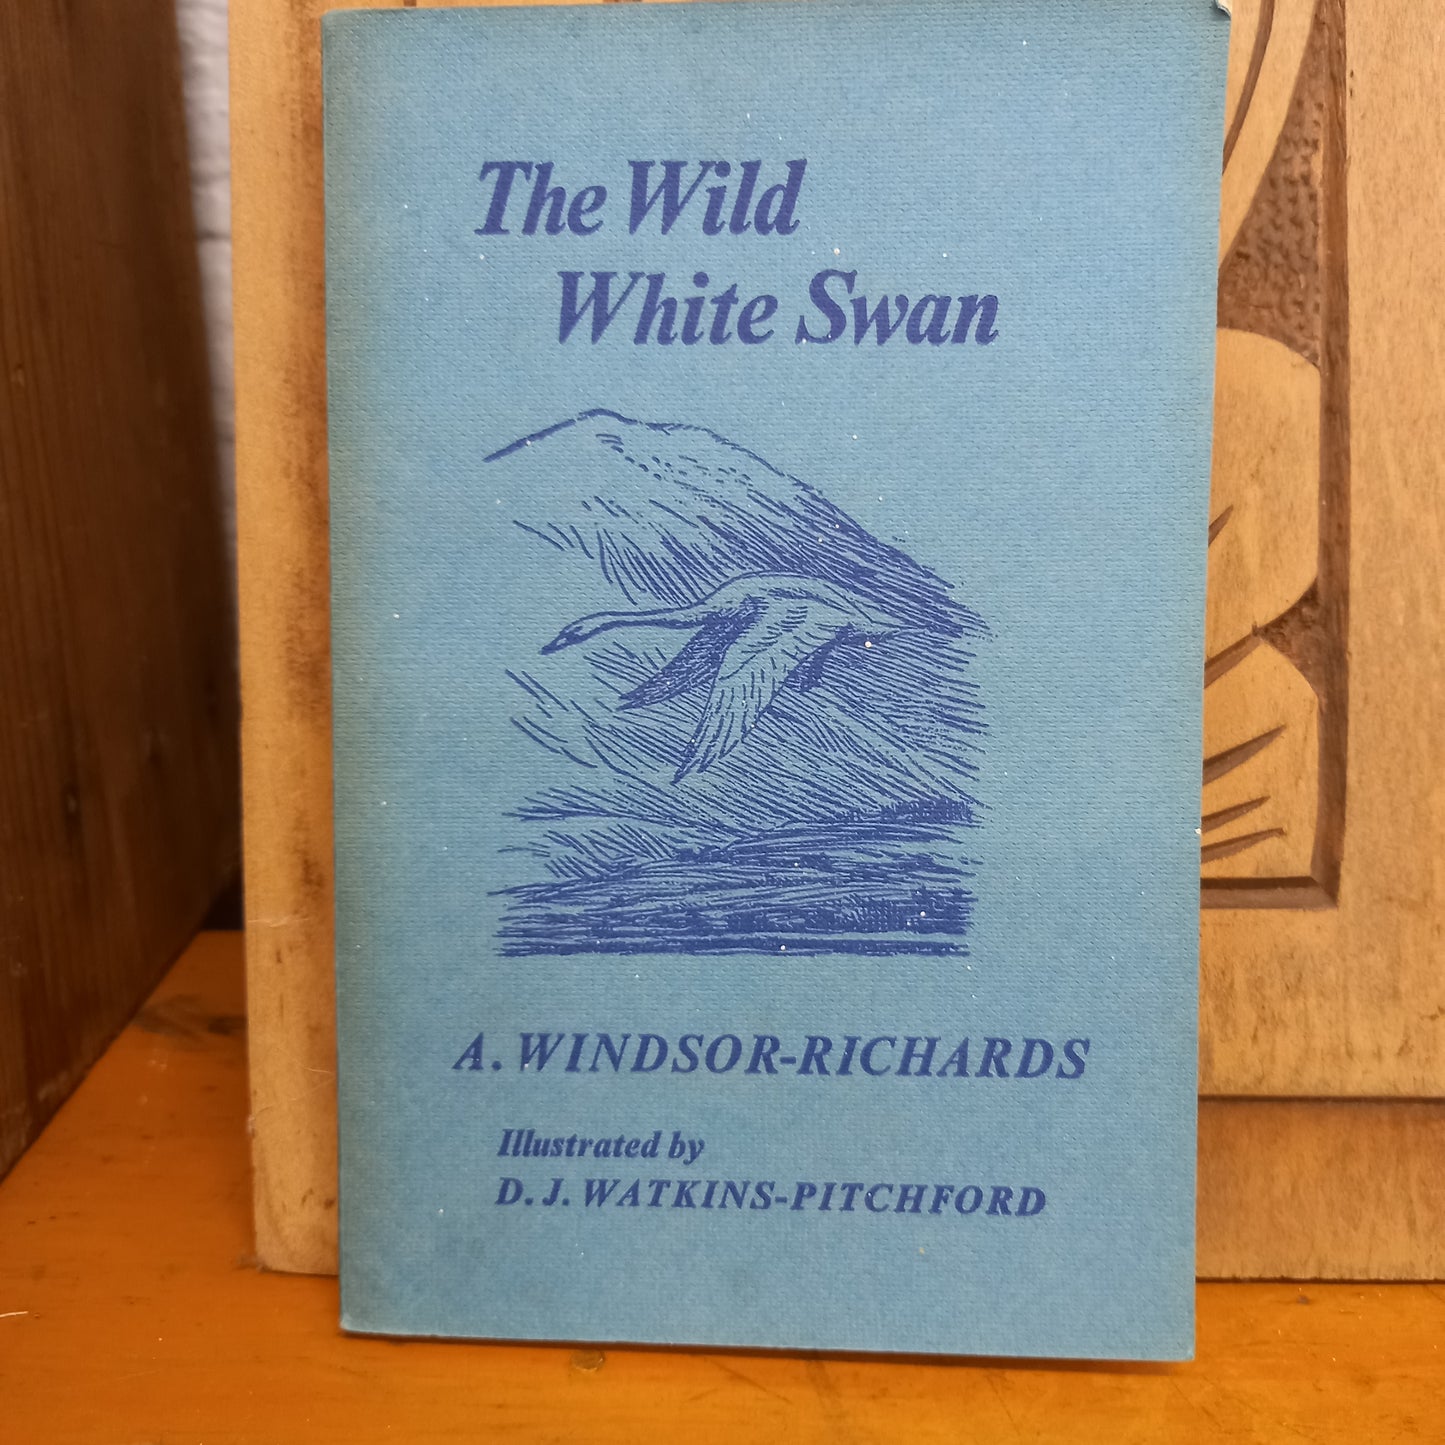 The Wild
White Swan
A. WINDSOR-RICHARDS
Illustrated by
D. J. WATKINS-PITCHFORD